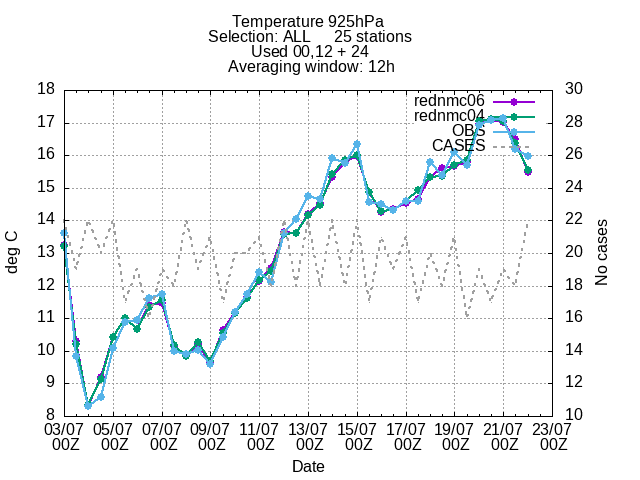 Temperature 925hPa
Selection: ALL 25 stations
Used 00,12 + 24
Averaging window: 12h
18 30
17 28
16 26
15 24
14 22
13 20
12 18
11 16
10 14
9 12
8 10
rednmc06
rednmc04
OBS
CASES
deg C
No cases
03/07 05/07 07/07 09/07 11/07 13/07 15/07 17/07 19/07 21/07 23/07
00Z 00Z 00Z 00Z 00Z 00Z 00Z 00Z 00Z 00Z 00Z
Date